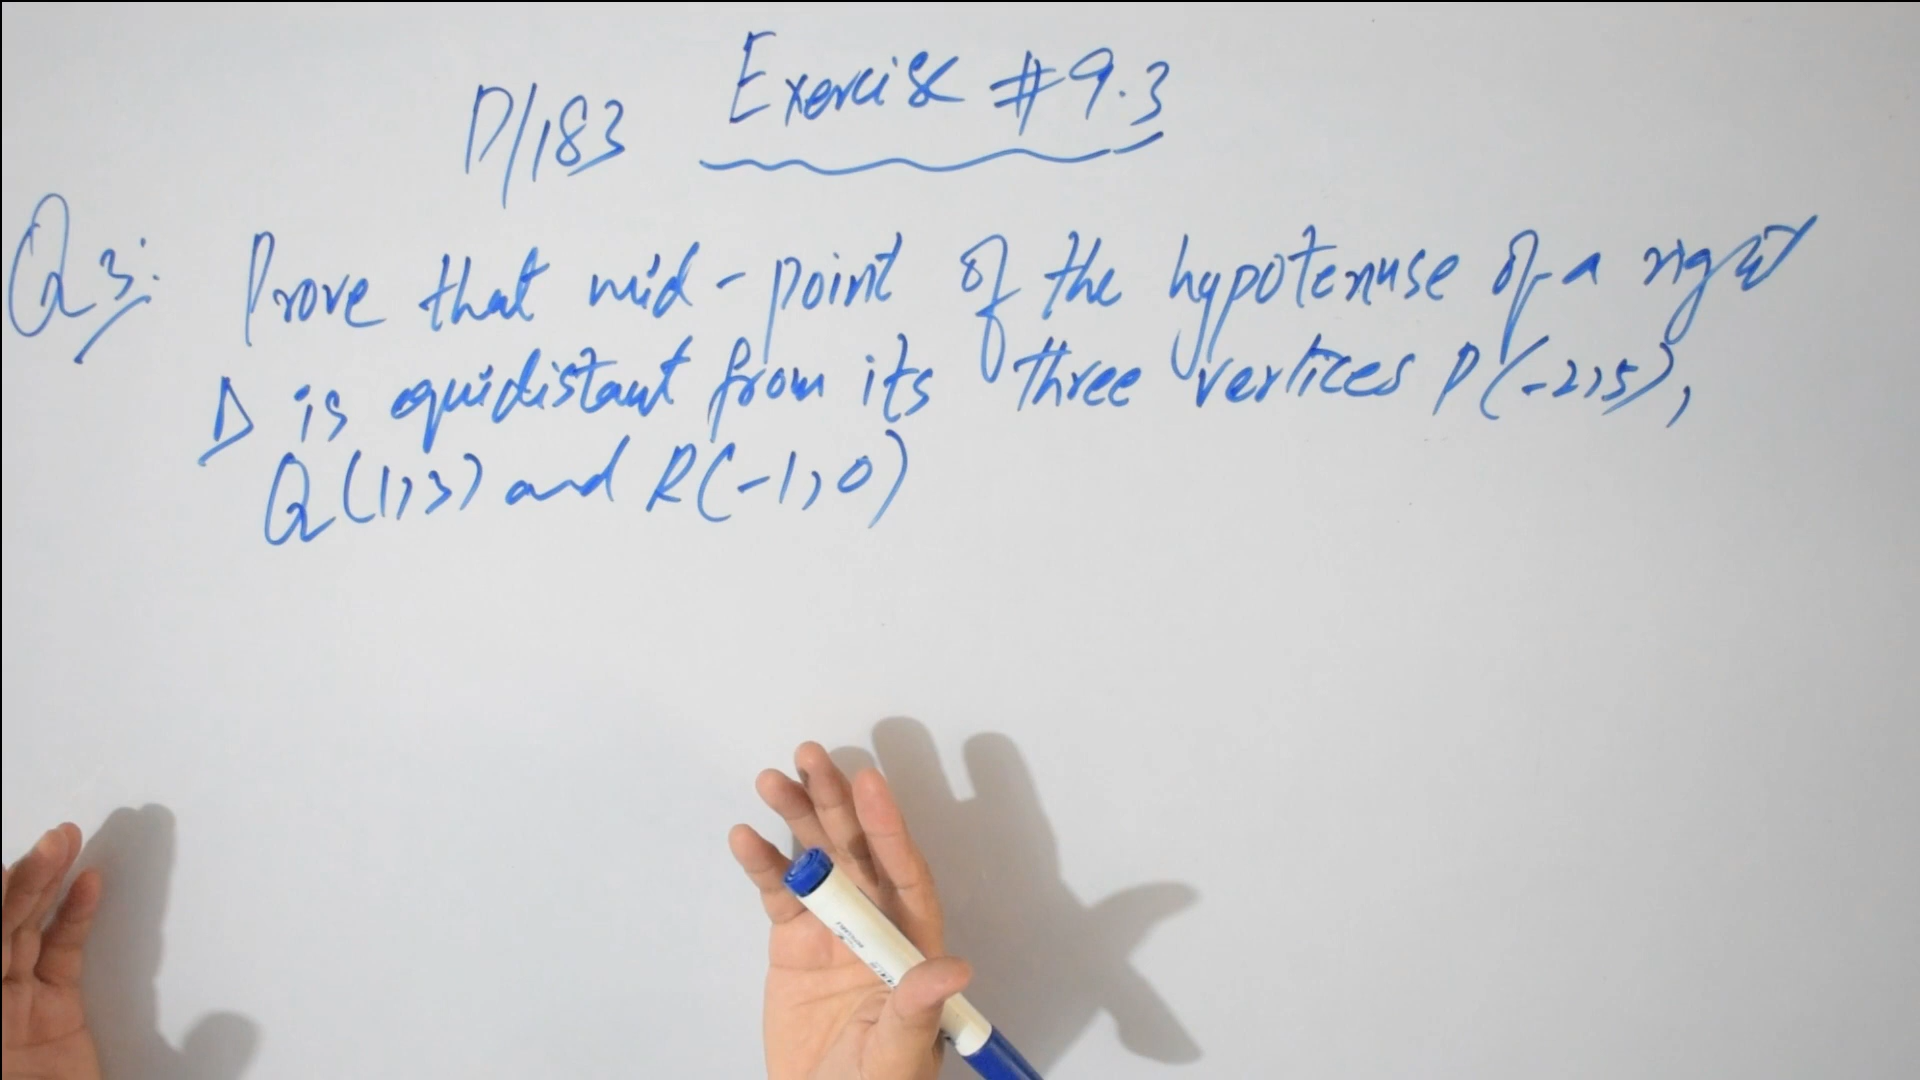 Exercise #9.3
P/183
Q3: Prove that mid-point of the hypotenuse of a right
Δ is equidistant from its three vertices P(-2,5),
Q(1,3) and R(-1,0)